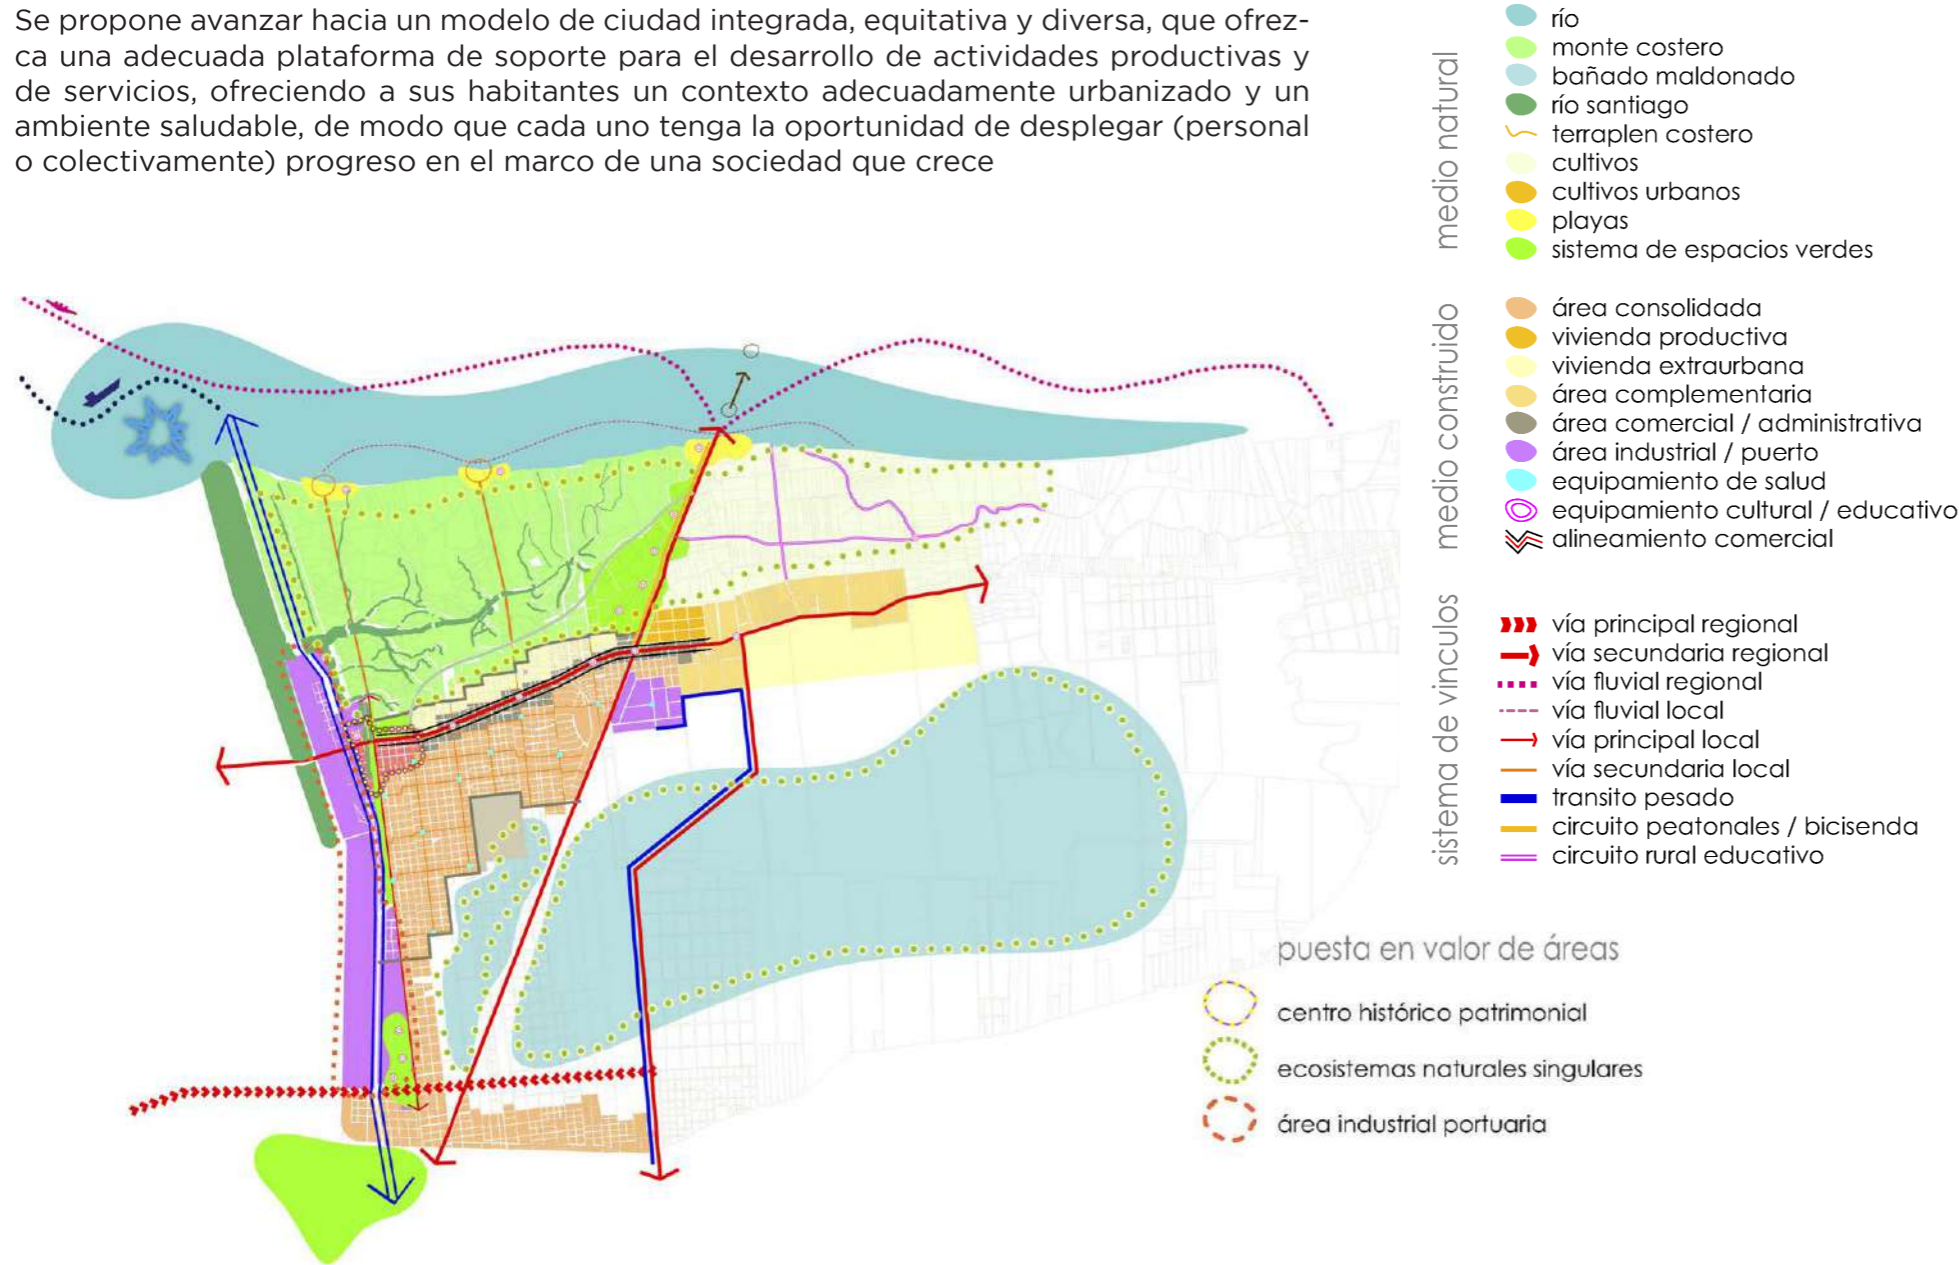 Se propone avanzar hacia un modelo de ciudad integrada, equitativa y diversa, que ofrez-
ca una adecuada plataforma de soporte para el desarrollo de actividades productivas y
de servicios, ofreciendo a sus habitantes un contexto adecuadamente urbanizado y un
ambiente saludable, de modo que cada uno tenga la oportunidad de desplegar (personal
o colectivamente) progreso en el marco de una sociedad que crece
medio natural
río
monte costero
bañado maldonado
río santiago
terraplen costero
cultivos
cultivos urbanos
playas
sistema de espacios verdes
medio construido
área consolidada
vivienda productiva
vivienda extraurbana
área complementaria
área comercial / administrativa
área industrial / puerto
equipamiento de salud
equipamiento cultural / educativo
alineamiento comercial
sistema de vinculos
vía principal regional
vía secundaria regional
vía fluvial regional
vía fluvial local
vía principal local
vía secundaria local
transito pesado
circuito peatonales / bicisenda
circuito rural educativo
puesta en valor de áreas
centro histórico patrimonial
ecosistemas naturales singulares
área industrial portuaria